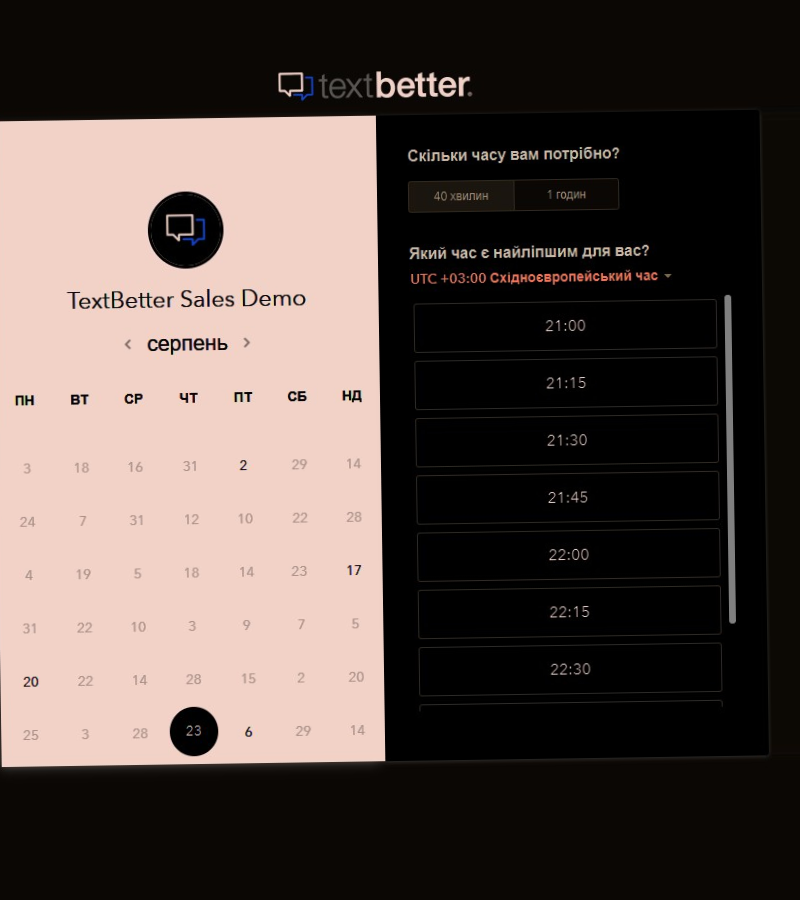 textbetter.
TextBetter Sales Demo
серпень
ПН ВТ СР ЧТ ПТ СБ НД
3 18 16 31 2 29 14
24 7 31 12 10 22 28
4 19 5 18 14 23 17
31 22 10 3 9 7 5
20 22 14 28 15 2 20
25 3 28 23 6 29 14
Скільки часу вам потрібно?
40 хвилин 1 годин
Який час є найліпшим для вас?
UTC +03:00 Східноєвропейський час
21:00
21:15
21:30
21:45
22:00
22:15
22:30